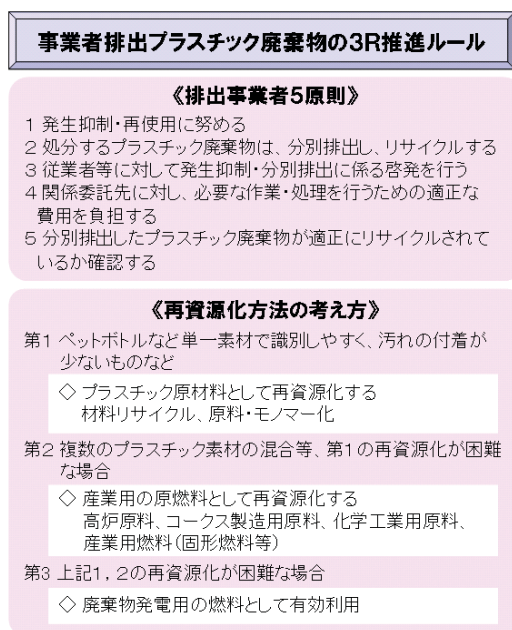 事業者排出プラスチック廃棄物の3R推進ルール
《排出事業者5原則》
1 発生抑制・再使用に努める
2 処分するプラスチック廃棄物は、分別排出し、リサイクルする
3 従業者等に対して発生抑制・分別排出に係る啓発を行う
4 関係委託先に対し、必要な作業・処理を行うための適正な
費用を負担する
5 分別排出したプラスチック廃棄物が適正にリサイクルされて
いるか確認する
《再資源化方法の考え方》
第1 ペットボトルなど単一素材で識別しやすく、汚れの付着が
少ないものなど
◇ プラスチック原材料として再資源化する
材料リサイクル、原料・モノマー化
第2 複数のプラスチック素材の混合等、第1の再資源化が困難
な場合
◇ 産業用の原燃料として再資源化する
高炉原料、コークス製造用原料、化学工業用原料、
産業用燃料(固形燃料等)
第3 上記1,2の再資源化が困難な場合
◇ 廃棄物発電用の燃料として有効利用